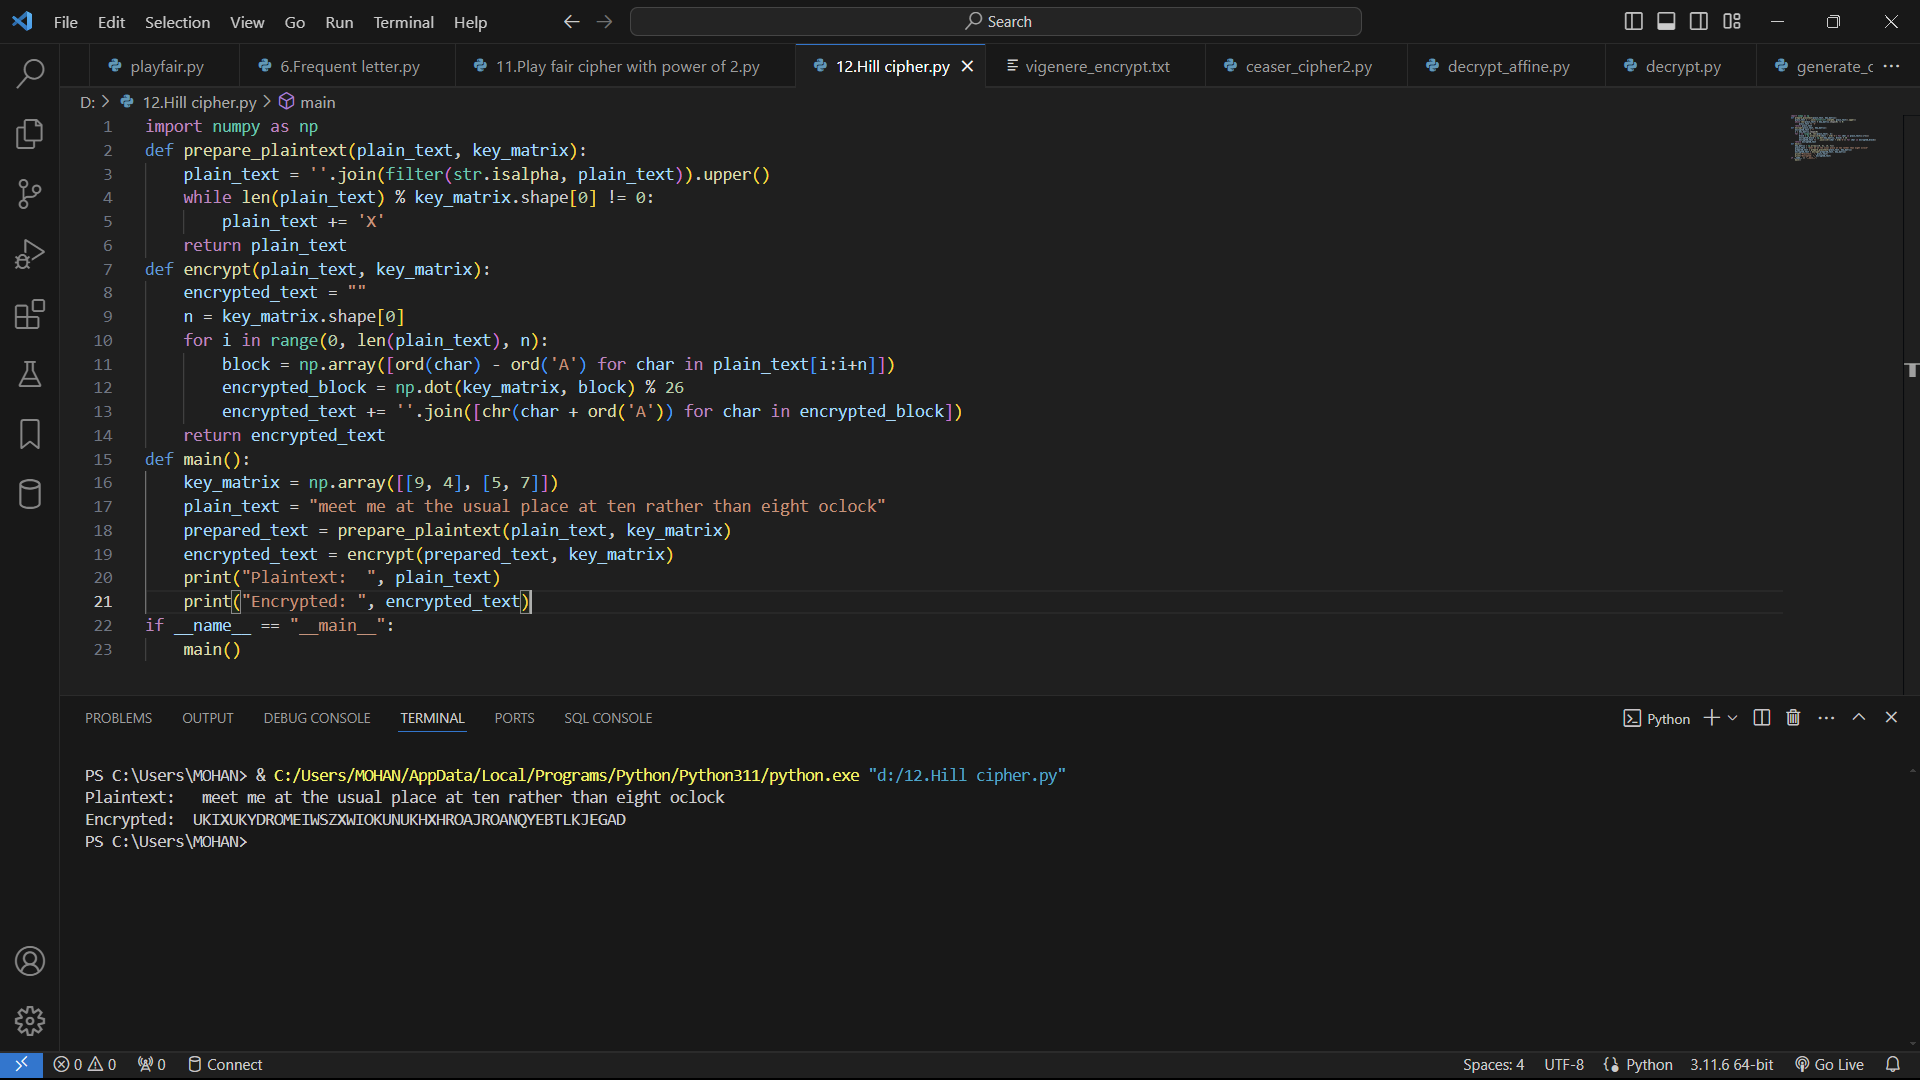 File Edit Selection View Go Run Terminal Help Search
playfair.py 6.Frequent letter.py 11.Play fair cipher with power of 2.py 12.Hill cipher.py vigenere_encrypt.txt ceaser_cipher2.py decrypt_affine.py decrypt.py generate_c ...
D: > 12.Hill cipher.py > main
1 import numpy as np
2 def prepare_plaintext(plain_text, key_matrix):
3     plain_text = ''.join(filter(str.isalpha, plain_text)).upper()
4     while len(plain_text) % key_matrix.shape[0] != 0:
5         plain_text += 'X'
6     return plain_text
7 def encrypt(plain_text, key_matrix):
8     encrypted_text = ""
9     n = key_matrix.shape[0]
10     for i in range(0, len(plain_text), n):
11         block = np.array([ord(char) - ord('A') for char in plain_text[i:i+n]])
12         encrypted_block = np.dot(key_matrix, block) % 26
13         encrypted_text += ''.join([chr(char + ord('A')) for char in encrypted_block])
14     return encrypted_text
15 def main():
16     key_matrix = np.array([[9, 4], [5, 7]])
17     plain_text = "meet me at the usual place at ten rather than eight oclock"
18     prepared_text = prepare_plaintext(plain_text, key_matrix)
19     encrypted_text = encrypt(prepared_text, key_matrix)
20     print("Plaintext:  ", plain_text)
21     print("Encrypted: ", encrypted_text)
22 if __name__ == "__main__":
23     main()
PROBLEMS OUTPUT DEBUG CONSOLE TERMINAL PORTS SQL CONSOLE Python
PS C:\Users\MOHAN> & C:/Users/MOHAN/AppData/Local/Programs/Python/Python311/python.exe "d:/12.Hill cipher.py"
Plaintext:   meet me at the usual place at ten rather than eight oclock
Encrypted:  UKIXUKYDROMEIWSZXWIOKUNUKHXHROAJROANQYEBTLKJEGAD
PS C:\Users\MOHAN>
0 0 0 Connect Spaces: 4 UTF-8 Python 3.11.6 64-bit Go Live